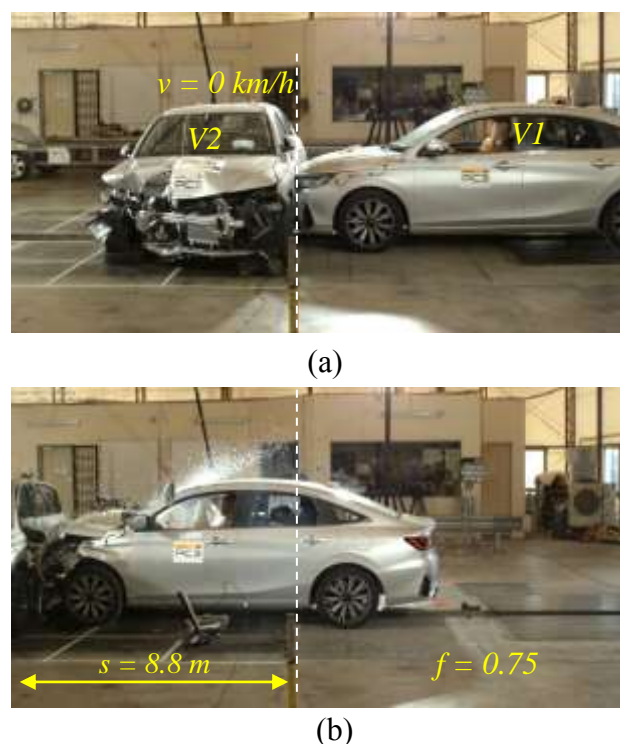 v = 0 km/h
V2
V1
(a)
s = 8.8 m
f = 0.75
(b)